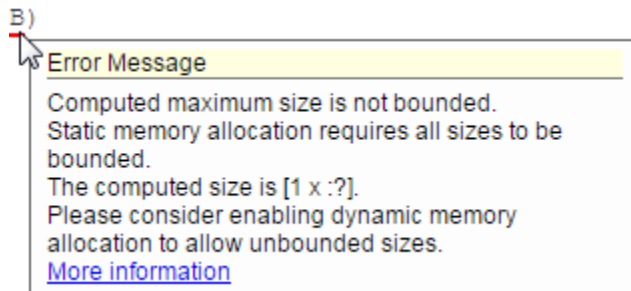 B)
Error Message
Computed maximum size is not bounded.
Static memory allocation requires all sizes to be
bounded.
The computed size is [1 x :?].
Please consider enabling dynamic memory
allocation to allow unbounded sizes.
More information